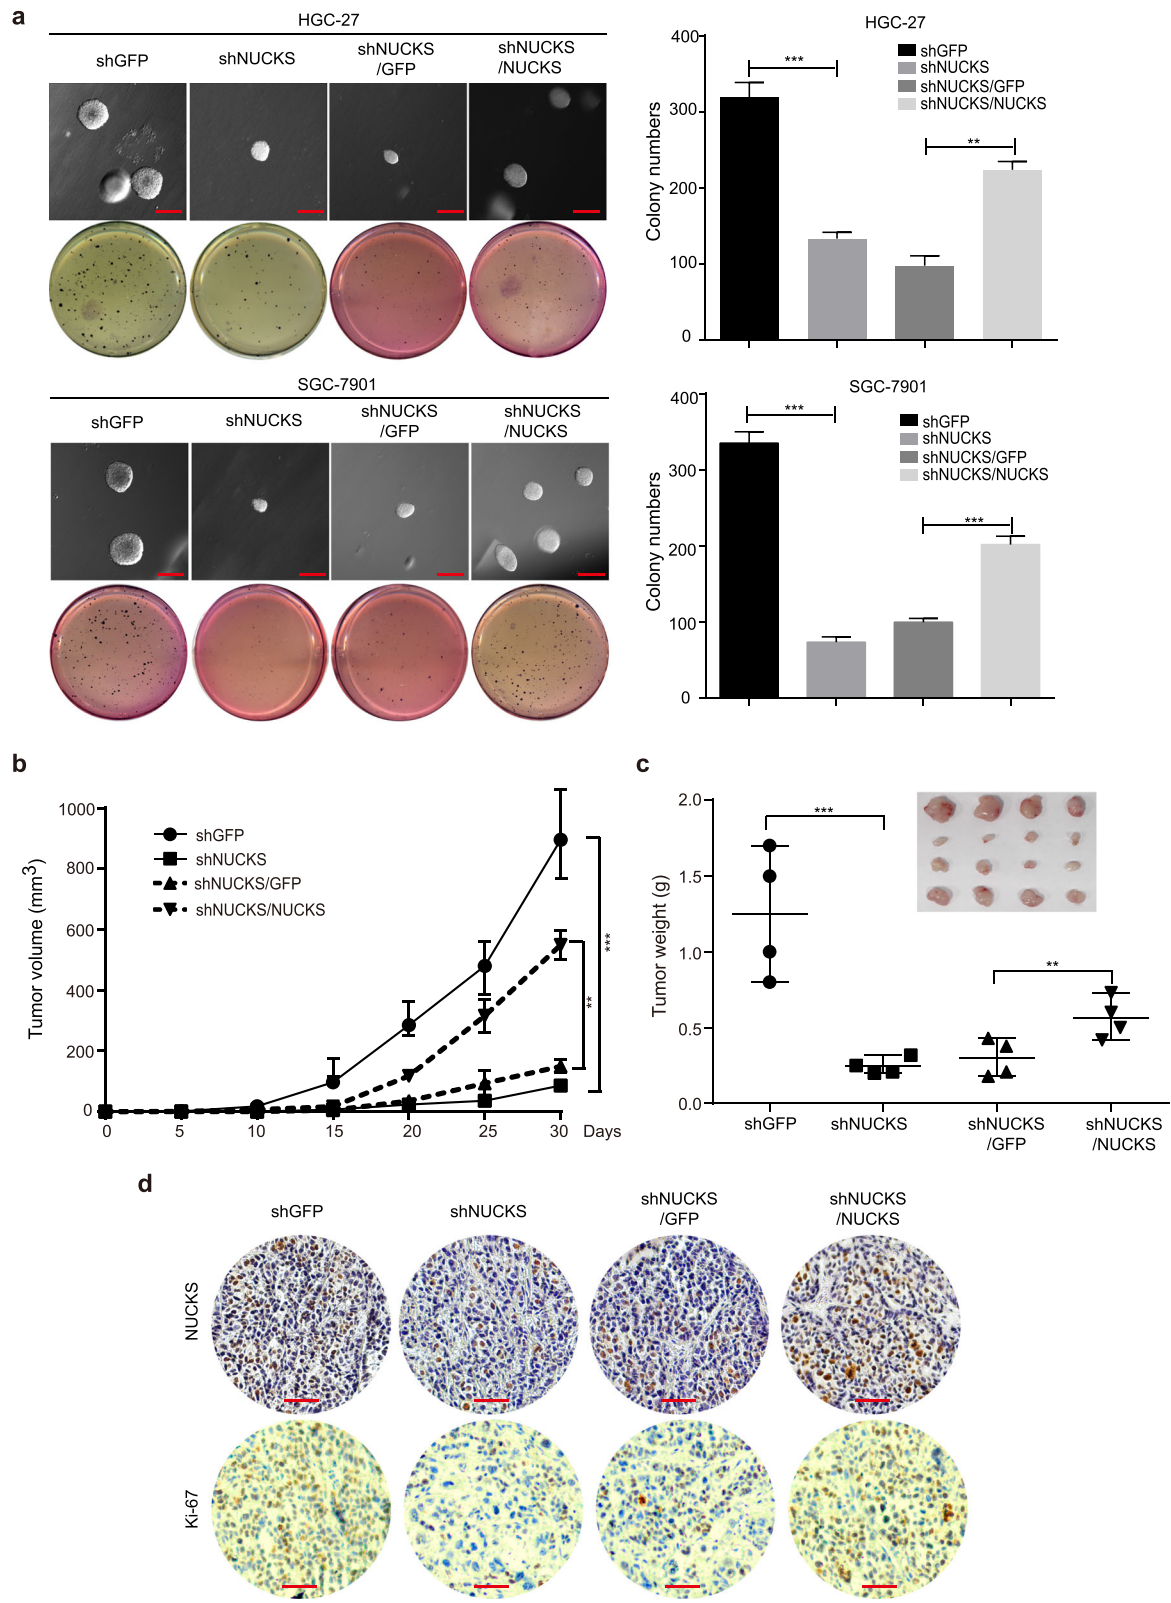 a
HGC-27
shGFP
shNUCKS
shNUCKS
/GFP
shNUCKS
/NUCKS
HGC-27
400
300
200
100
0
Colony numbers
***
**
shGFP
shNUCKS
shNUCKS/GFP
shNUCKS/NUCKS
SGC-7901
shGFP
shNUCKS
shNUCKS
/GFP
shNUCKS
/NUCKS
SGC-7901
400
300
200
100
0
Colony numbers
***
***
shGFP
shNUCKS
shNUCKS/GFP
shNUCKS/NUCKS
b
1000
800
600
400
200
0
Tumor volume (mm³)
shGFP
shNUCKS
shNUCKS/GFP
shNUCKS/NUCKS
**
***
0 5 10 15 20 25 30 Days
c
2.0
1.5
1.0
0.5
0.0
Tumor weight (g)
***
**
shGFP
shNUCKS
shNUCKS
/GFP
shNUCKS
/NUCKS
d
shGFP
shNUCKS
shNUCKS
/GFP
shNUCKS
/NUCKS
NUCKS
Ki-67